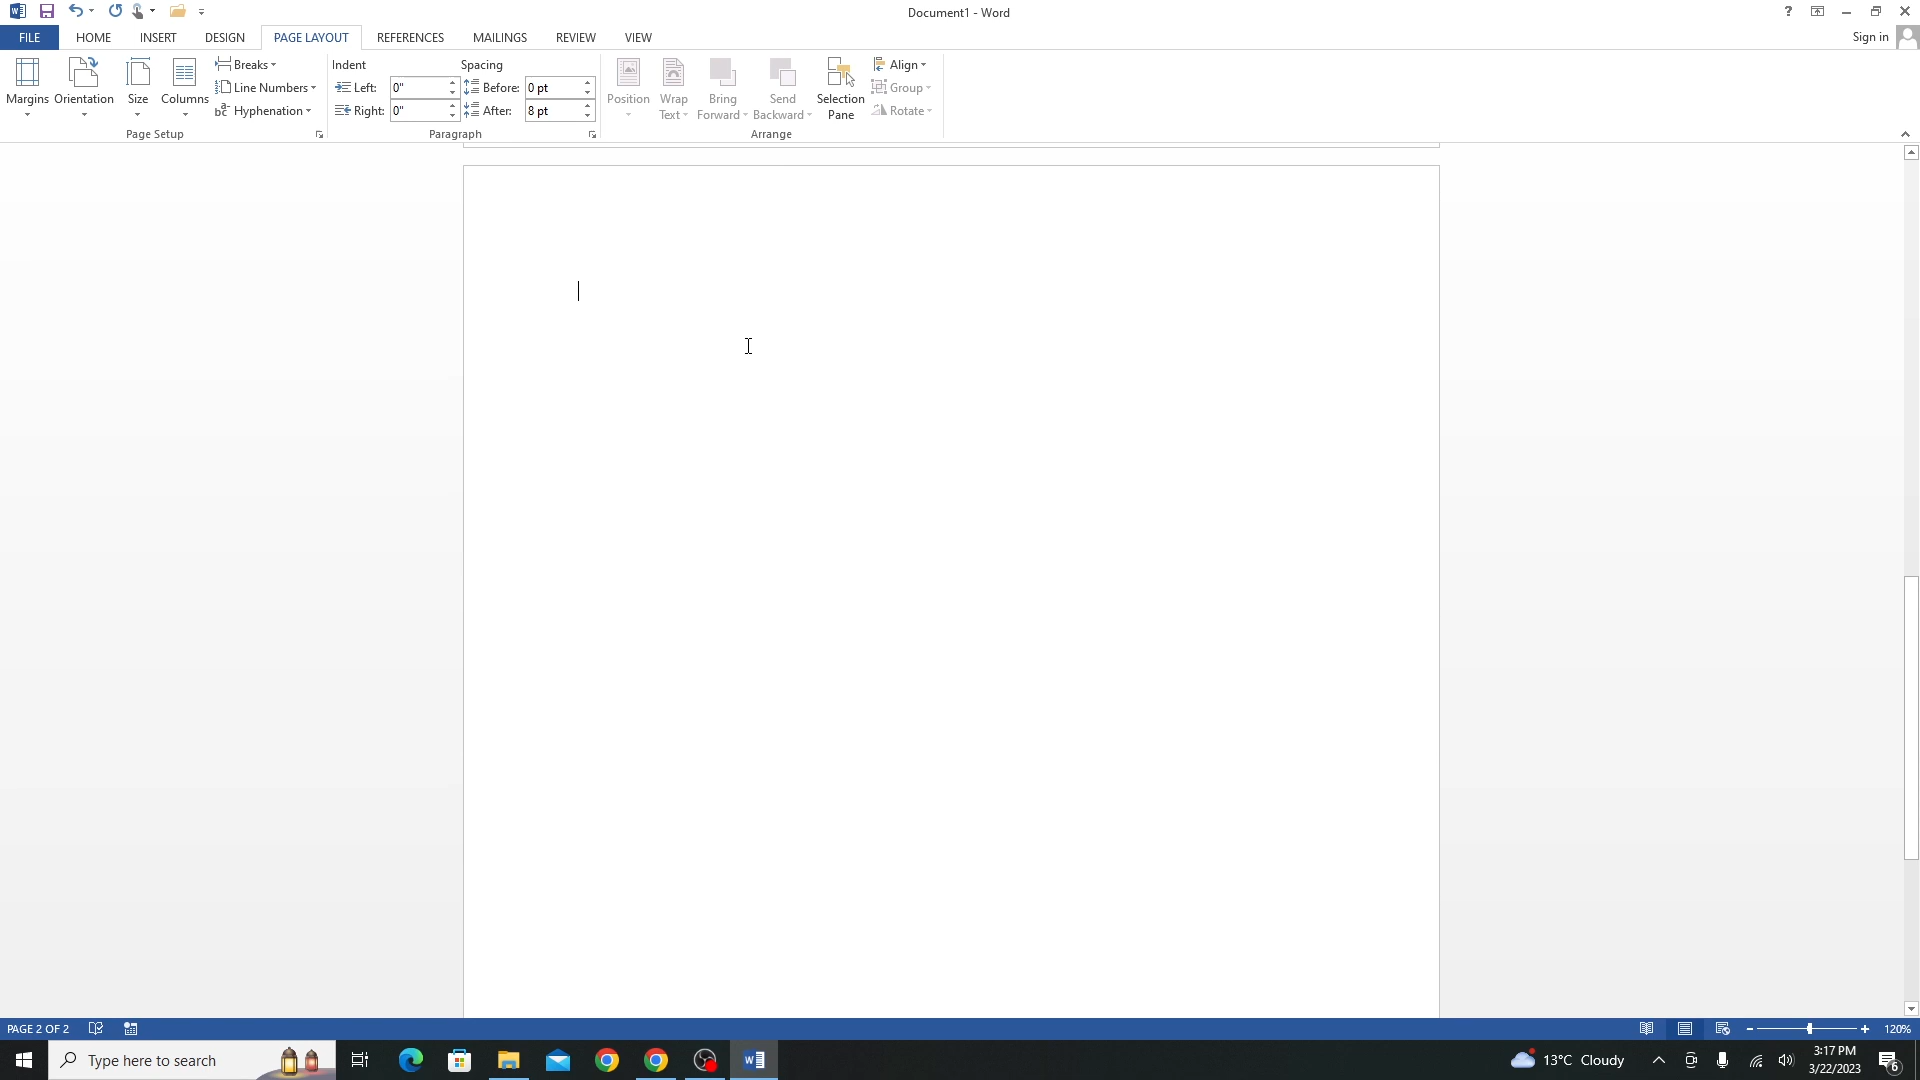 Document1 - Word
FILE HOME INSERT DESIGN PAGE LAYOUT REFERENCES MAILINGS REVIEW VIEW Sign in
Margins Orientation Size Columns
Breaks
Line Numbers
Hyphenation
Page Setup
Indent Spacing
Left: 0" Before: 0 pt
Right: 0" After: 8 pt
Paragraph
Position
Wrap
Text
Bring
Forward
Send
Backward
Selection
Pane
Align
Group
Rotate
Arrange
PAGE 2 OF 2 120%
Type here to search
13°C Cloudy
3:17 PM
3/22/2023
6